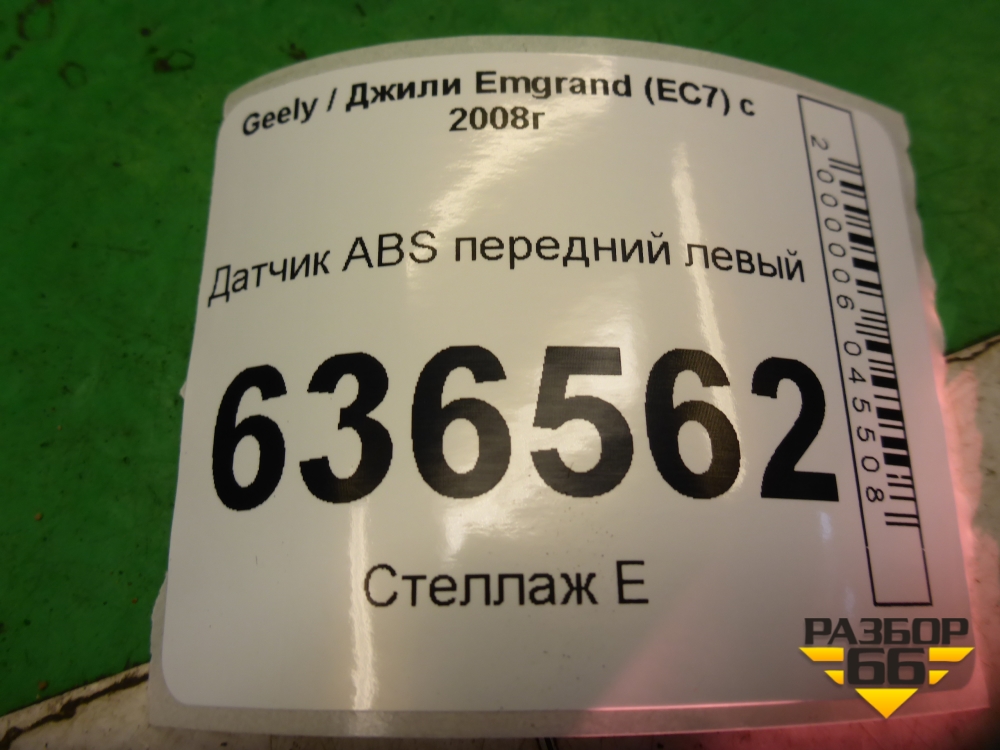 Geely / Джили Emgrand (EC7) с
2008г
Датчик ABS передний левый
636562
Стеллаж Е
2000006045508
РАЗБОР
66